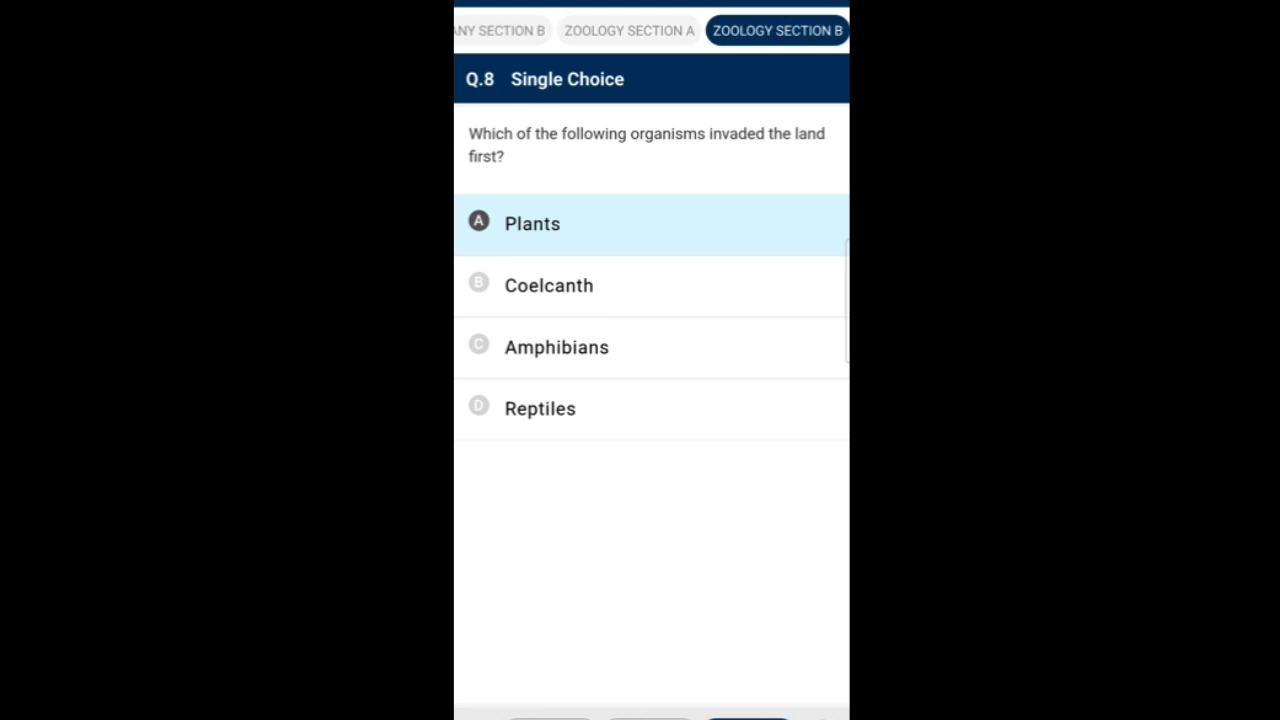 ANY SECTION B ZOOLOGY SECTION A ZOOLOGY SECTION B
Q.8 Single Choice
Which of the following organisms invaded the land
first?
A Plants
B Coelcanth
C Amphibians
D Reptiles